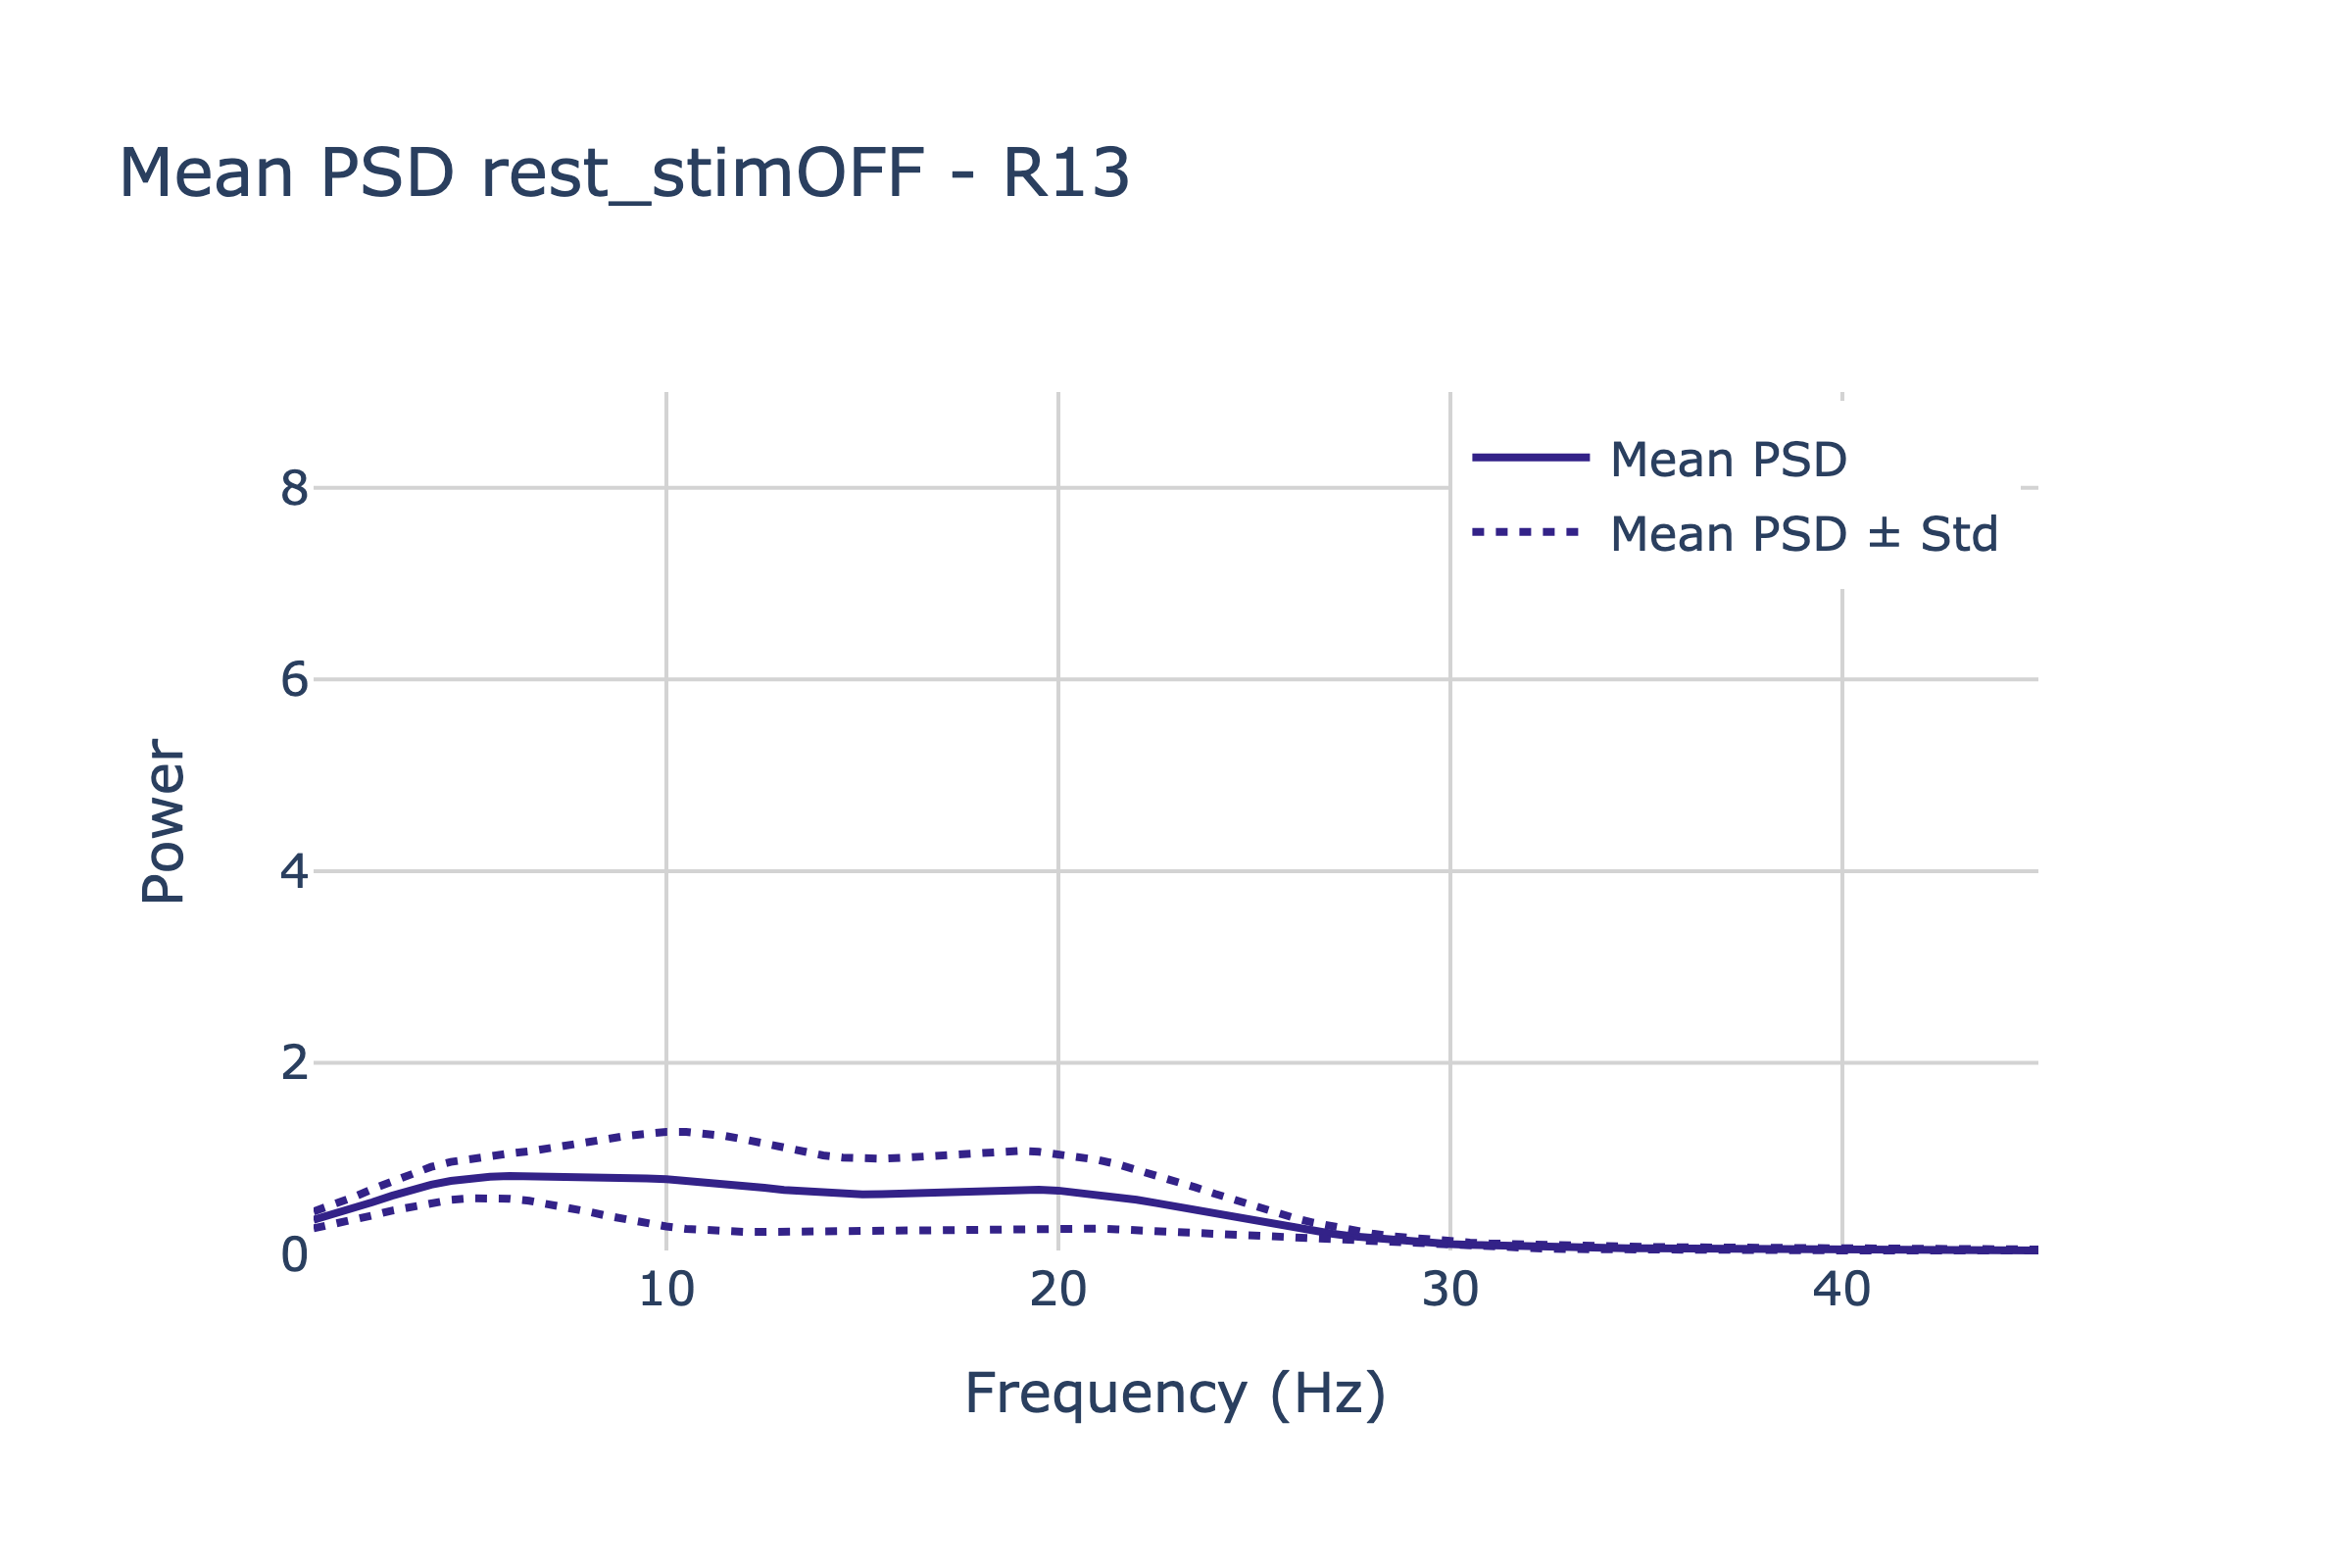 Mean PSD rest_stimOFF - R13
Mean PSD
Mean PSD ± Std
8
6
4
2
0
Power
10 20 30 40
Frequency (Hz)